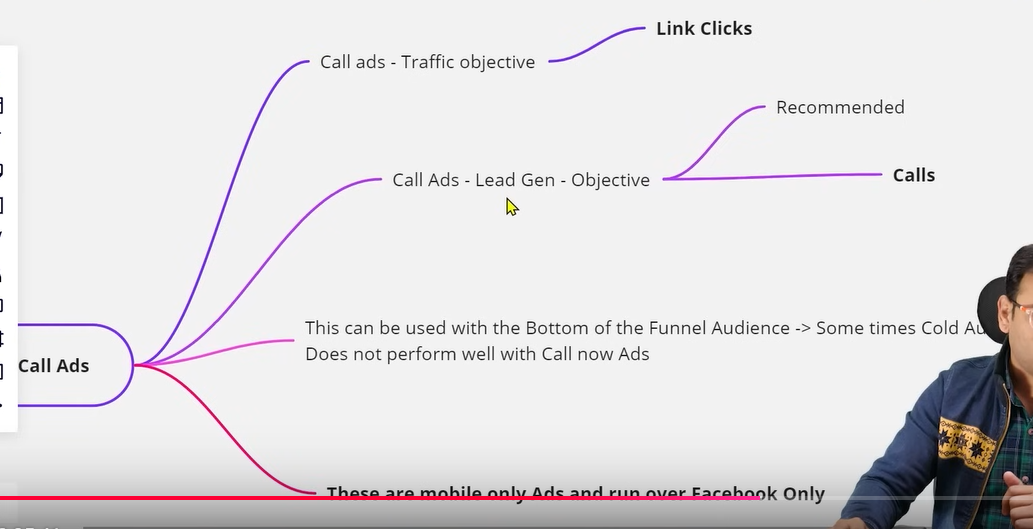 Link Clicks
Call ads - Traffic objective
Recommended
Call Ads - Lead Gen - Objective
Calls
This can be used with the Bottom of the Funnel Audience -> Some times Cold
Does not perform well with Call now Ads
Call Ads
These are mobile only Ads and run over Facebook Only